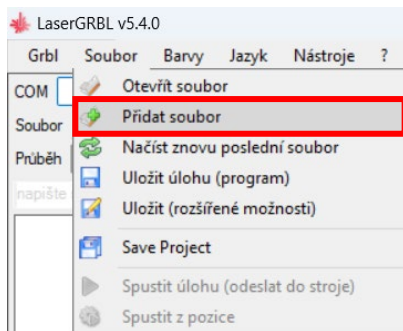 LaserGRBL v5.4.0
Grbl Soubor Barvy Jazyk Nástroje ?
COM
Otevřít soubor
Soubor
Přidat soubor
Průběh
Načíst znovu poslední soubor
Uložit úlohu (program)
napište
Uložit (rozšířené možnosti)
Save Project
Spustit úlohu (odeslat do stroje)
Spustit z pozice